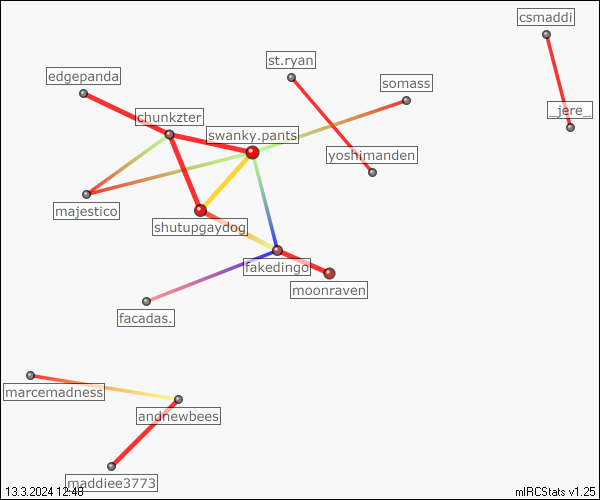 csmaddi
st.ryan
edgepanda
somass
_jere_
chunkzter
swanky.pants
yoshimanden
majestico
shutupgaydog
fakedingo
moonraven
facadas.
marcemadness
andnewbees
maddiee3773
13.3.2024 12:48
mIRCStats v1.25